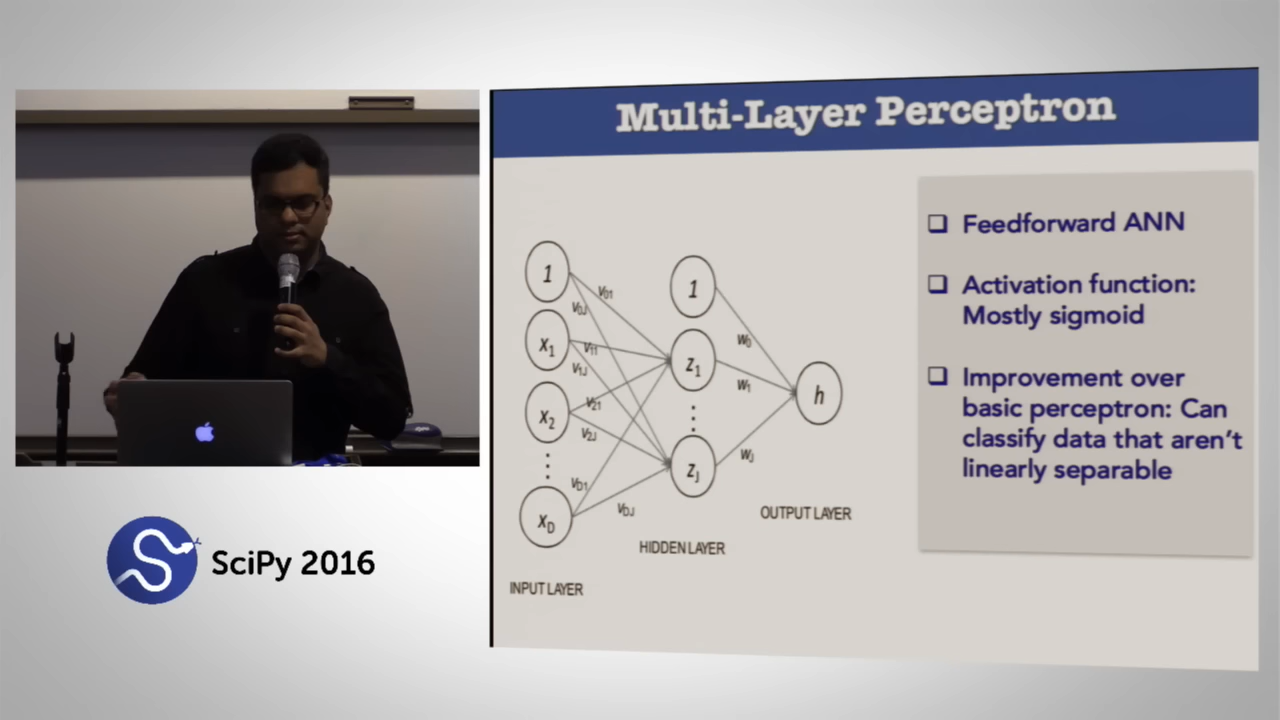 Multi-Layer Perceptron
1
x1
x2
xD
v01
v0J
v11
v1J
v21
v2J
vD1
vDJ
1
z1
zJ
w0
w1
wJ
h
INPUT LAYER
HIDDEN LAYER
OUTPUT LAYER
Feedforward ANN
Activation function:
Mostly sigmoid
Improvement over
basic perceptron: Can
classify data that aren't
linearly separable
SciPy 2016